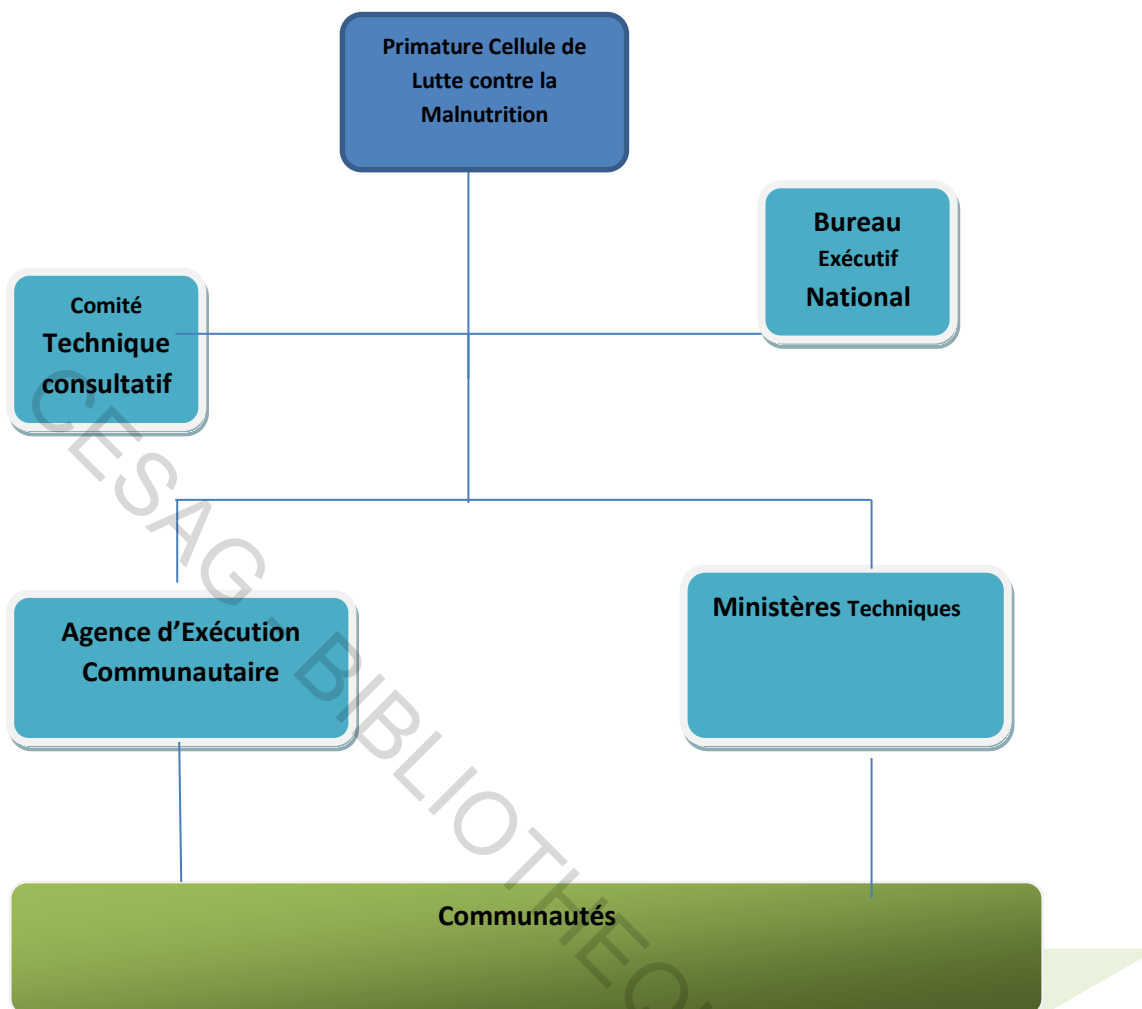 Primature Cellule de
Lutte contre la
Malnutrition
Bureau
Exécutif
National
Comité
Technique
consultatif
Agence d’Exécution
Communautaire
Ministères Techniques
Communautés
CESAG - BIBLIOTHEQU